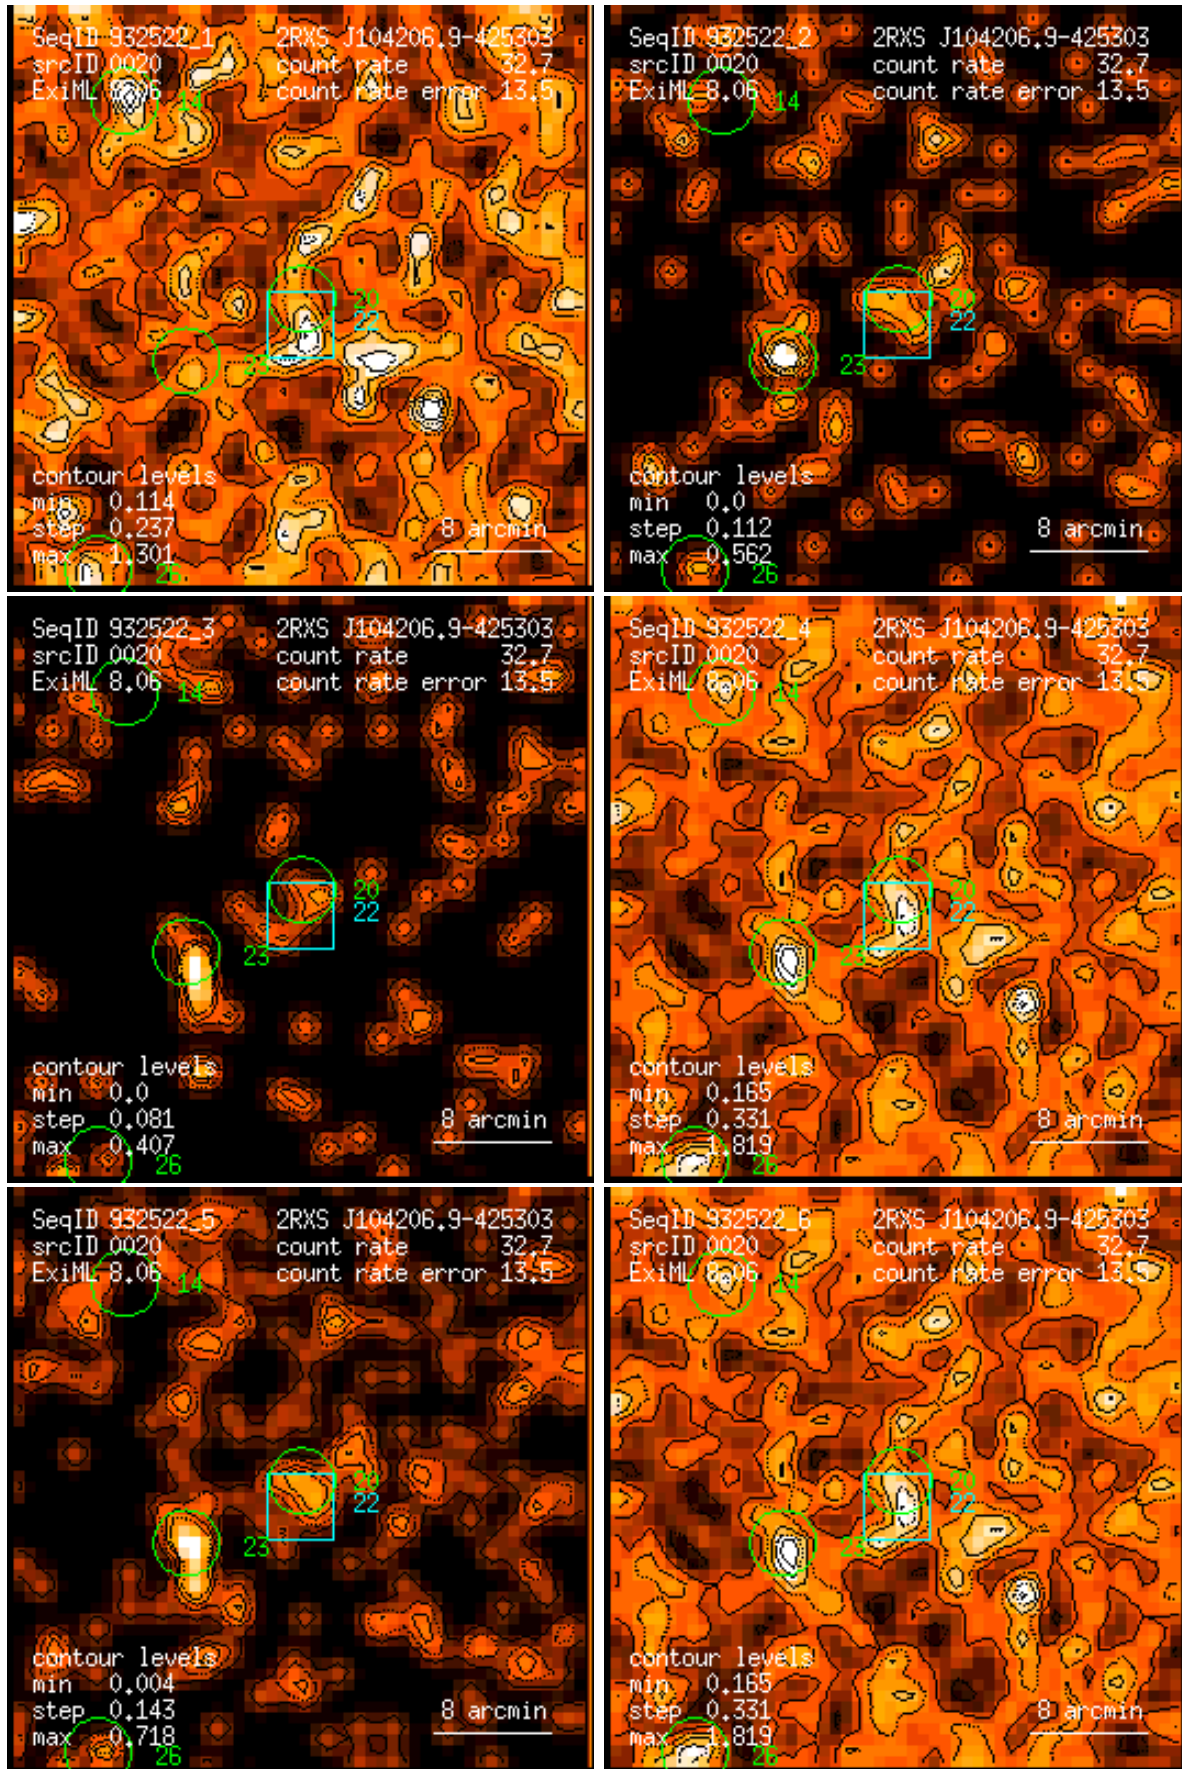 SeqID 932522_1 2RXS J104206.9-425303
srcID 0020 count rate 32.7
ExiML 8.06 count rate error 13.5
14
20
22
23
contour levels
min 0.114
step 0.237 8 arcmin
max 1.301
26
SeqID 932522_2 2RXS J104206.9-425303
srcID 0020 count rate 32.7
ExiML 8.06 count rate error 13.5
14
20
22
23
contour levels
min 0.0
step 0.112 8 arcmin
max 0.562
26
SeqID 932522_3 2RXS J104206.9-425303
srcID 0020 count rate 32.7
ExiML 8.06 count rate error 13.5
14
20
22
23
contour levels
min 0.0
step 0.081 8 arcmin
max 0.407
26
SeqID 932522_4 2RXS J104206.9-425303
srcID 0020 count rate 32.7
ExiML 8.06 count rate error 13.5
14
20
22
23
contour levels
min 0.165
step 0.331 8 arcmin
max 1.819
26
SeqID 932522_5 2RXS J104206.9-425303
srcID 0020 count rate 32.7
ExiML 8.06 count rate error 13.5
14
20
22
23
contour levels
min 0.004
step 0.143 8 arcmin
max 0.718
26
SeqID 932522_6 2RXS J104206.9-425303
srcID 0020 count rate 32.7
ExiML 8.06 count rate error 13.5
14
20
22
23
contour levels
min 0.165
step 0.331 8 arcmin
max 1.819
26